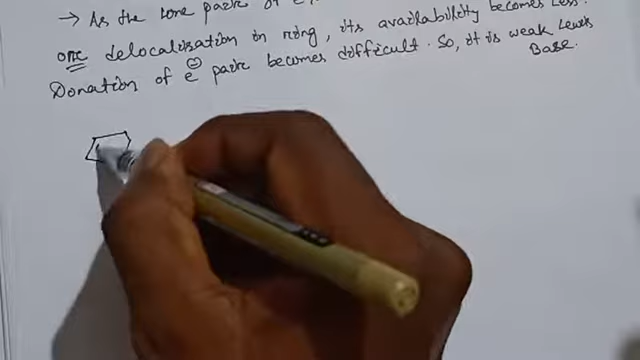 → As the lone pair of e
one delocalisation in ring, its availability becomes less.
Donation of e⊖ pair becomes difficult. So, it is weak Lewis
Base.